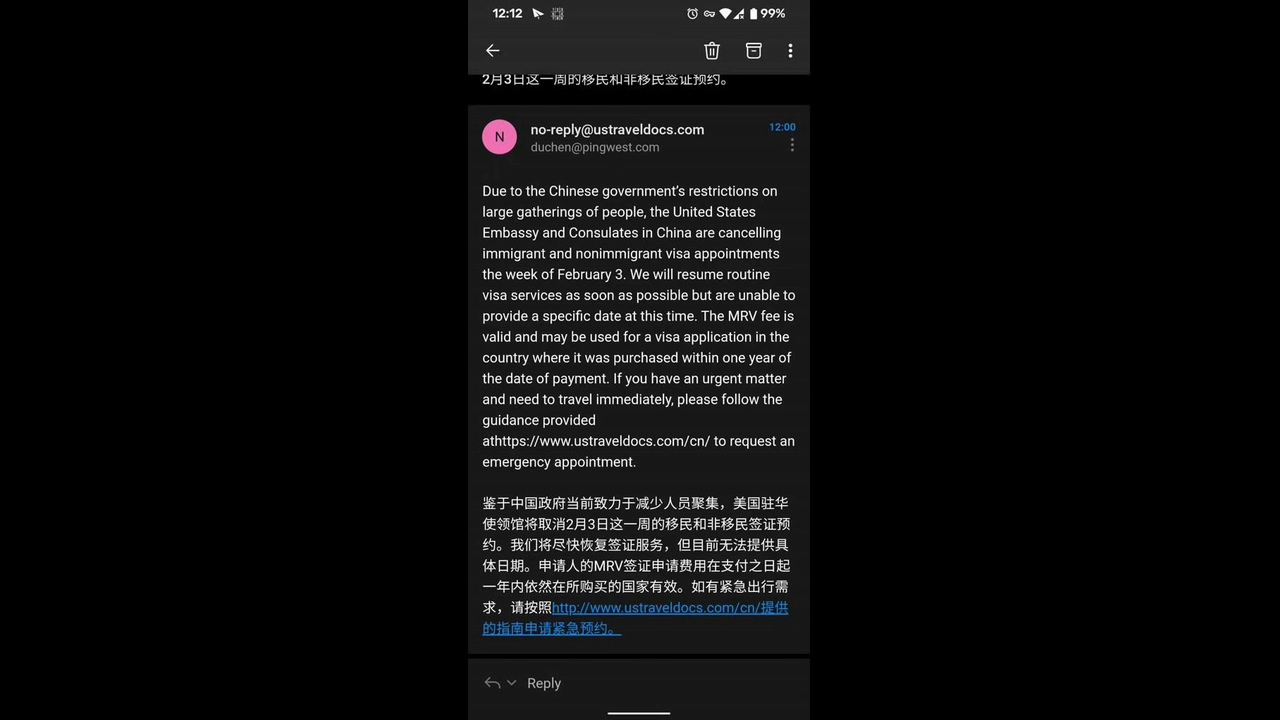 12:12
99%
2月3日这一周的移民和非移民签证预约。
N
no-reply@ustraveldocs.com
12:00
duchen@pingwest.com
Due to the Chinese government’s restrictions on
large gatherings of people, the United States
Embassy and Consulates in China are cancelling
immigrant and nonimmigrant visa appointments
the week of February 3. We will resume routine
visa services as soon as possible but are unable to
provide a specific date at this time. The MRV fee is
valid and may be used for a visa application in the
country where it was purchased within one year of
the date of payment. If you have an urgent matter
and need to travel immediately, please follow the
guidance provided
athttps://www.ustraveldocs.com/cn/ to request an
emergency appointment.
鉴于中国政府当前致力于减少人员聚集，美国驻华
使领馆将取消2月3日这一周的移民和非移民签证预
约。我们将尽快恢复签证服务，但目前无法提供具
体日期。申请人的MRV签证申请费用在支付之日起
一年内依然在所购买的国家有效。如有紧急出行需
求，请按照http://www.ustraveldocs.com/cn/提供
的指南申请紧急预约。
Reply